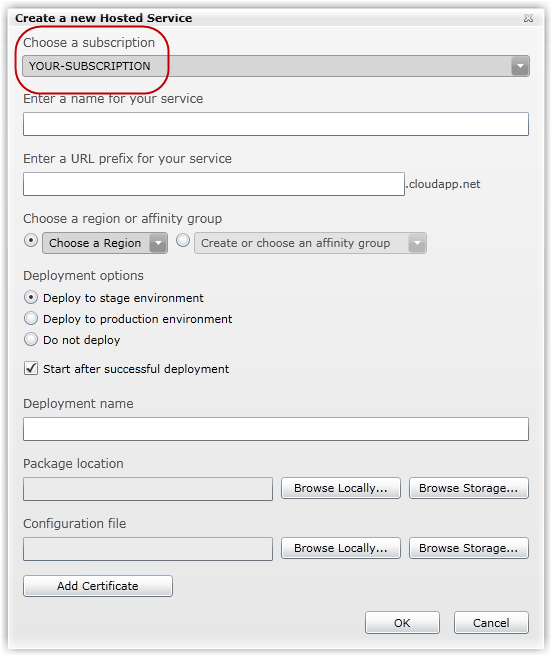 Create a new Hosted Service
Choose a subscription
YOUR-SUBSCRIPTION
Enter a name for your service
Enter a URL prefix for your service
.cloudapp.net
Choose a region or affinity group
Choose a Region Create or choose an affinity group
Deployment options
Deploy to stage environment
Deploy to production environment
Do not deploy
Start after successful deployment
Deployment name
Package location
Browse Locally... Browse Storage...
Configuration file
Browse Locally... Browse Storage...
Add Certificate
OK Cancel